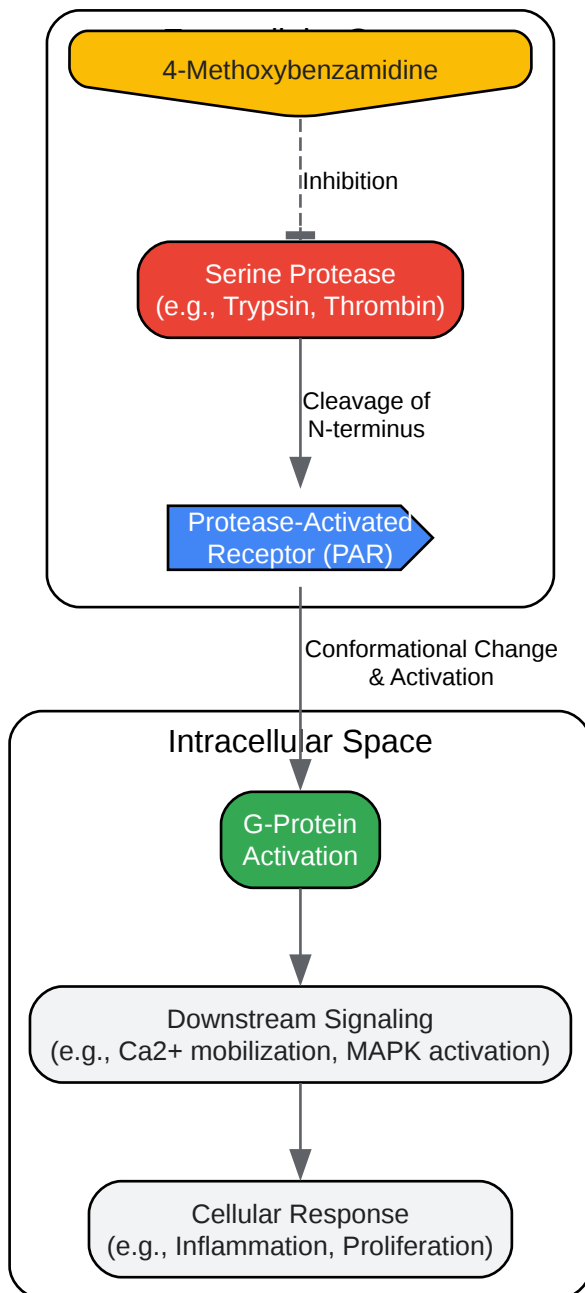 4-Methoxybenzamidine
Inhibition
Serine Protease
(e.g., Trypsin, Thrombin)
Cleavage of
N-terminus
Protease-Activated
Receptor (PAR)
Conformational Change
& Activation
Intracellular Space
G-Protein
Activation
Downstream Signaling
(e.g., Ca2+ mobilization, MAPK activation)
Cellular Response
(e.g., Inflammation, Proliferation)